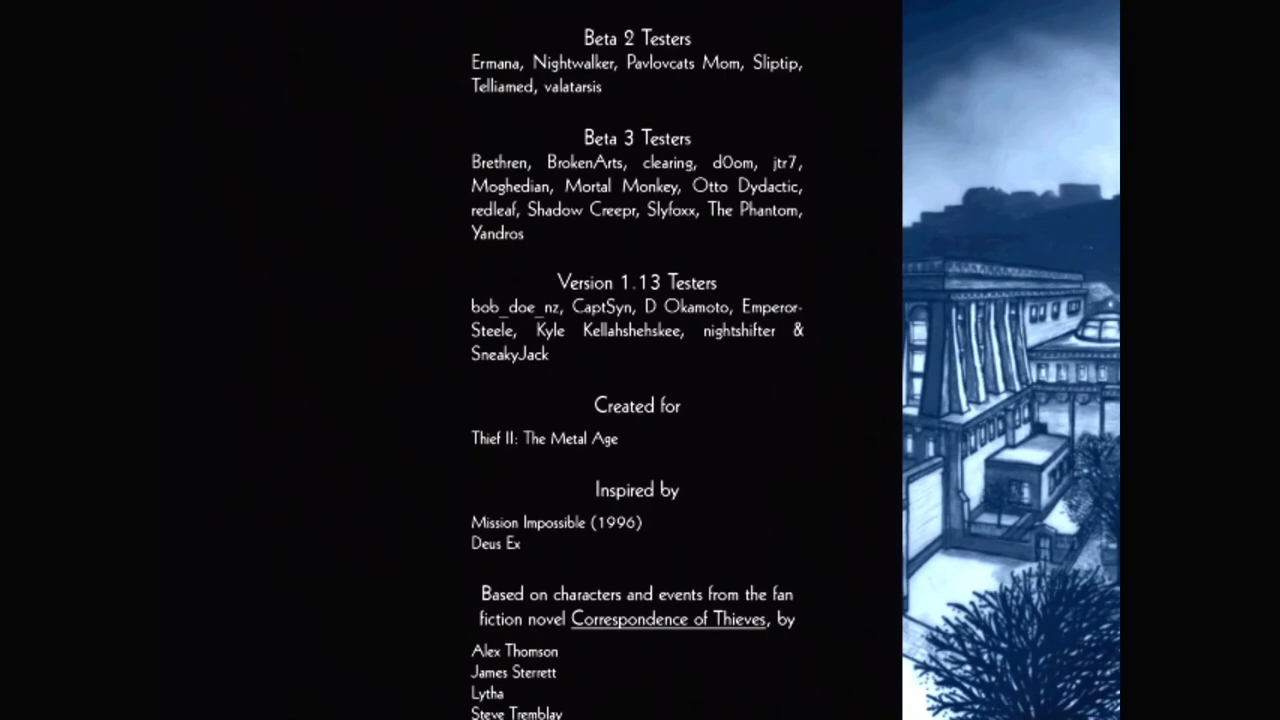 Beta 2 Testers
Ermana, Nightwalker, Pavlovcats Mom, Sliptip,
Telliamed, valatarsis
Beta 3 Testers
Brethren, BrokenArts, clearing, d0om, jtr7,
Moghedian, Mortal Monkey, Otto Dydactic,
redleaf, Shadow Creepr, Slyfoxx, The Phantom,
Yandros
Version 1.13 Testers
bob_doe_nz, CaptSyn, D Okamoto, Emperor-
Steele, Kyle Kellahshehskee, nightshifter &
SneakyJack
Created for
Thief II: The Metal Age
Inspired by
Mission Impossible (1996)
Deus Ex
Based on characters and events from the fan
fiction novel Correspondence of Thieves, by
Alex Thomson
James Sterrett
Lytha
Steve Tremblay